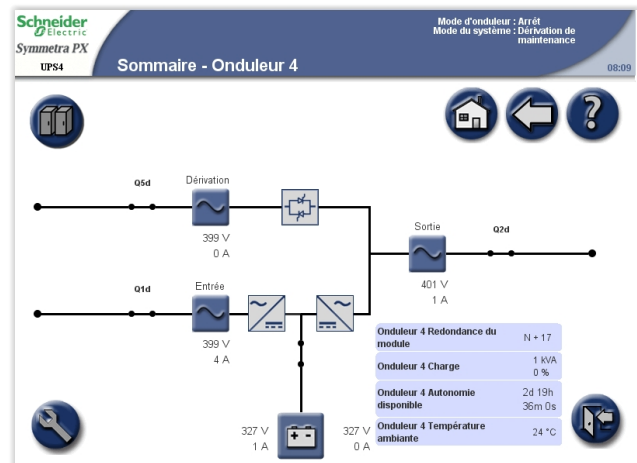 Schneider
Electric
Symmetra PX
UPS4
Sommaire - Onduleur 4
Mode d'onduleur : Arrêt
Mode du système : Dérivation de
maintenance
08:09
Q5d
Dérivation
399 V
0 A
Sortie
Q2d
401 V
1 A
Q1d
Entrée
399 V
4 A
Onduleur 4 Redondance du
module
N + 17
Onduleur 4 Charge
1 kVA
0 %
Onduleur 4 Autonomie
disponible
2d 19h
36m 0s
Onduleur 4 Température
ambiante
24 °C
327 V
1 A
327 V
0 A